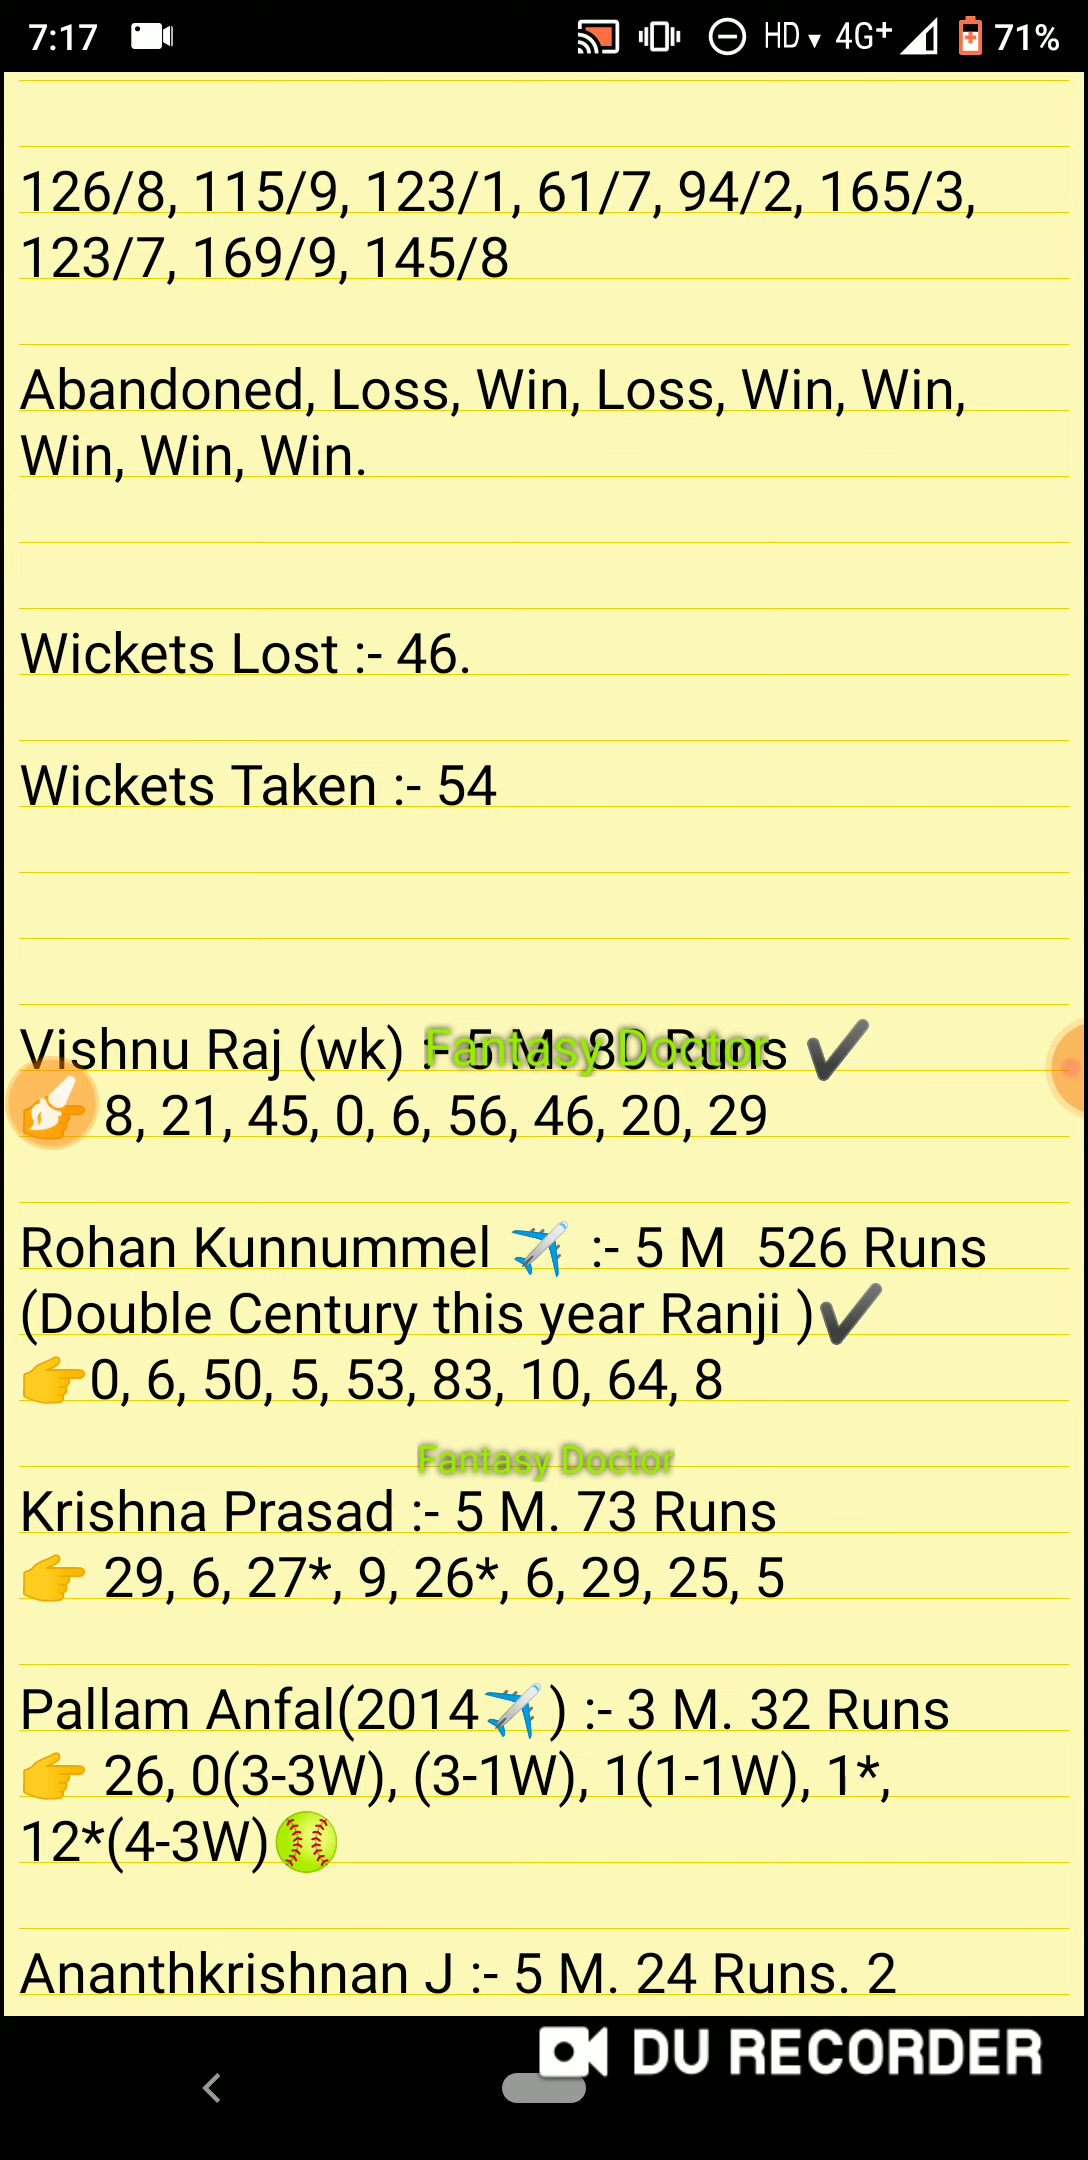 7:17 HD 4G+ 71%
126/8, 115/9, 123/1, 61/7, 94/2, 165/3,
123/7, 169/9, 145/8
Abandoned, Loss, Win, Loss, Win, Win,
Win, Win, Win.
Wickets Lost :- 46.
Wickets Taken :- 54
Vishnu Raj (wk) :- 5 M. 80 Runs ✔️
Fantasy Doctor
👉 8, 21, 45, 0, 6, 56, 46, 20, 29
Rohan Kunnummel ✈️ :- 5 M 526 Runs
(Double Century this year Ranji )✔️
👉0, 6, 50, 5, 53, 83, 10, 64, 8
Fantasy Doctor
Krishna Prasad :- 5 M. 73 Runs
👉 29, 6, 27*, 9, 26*, 6, 29, 25, 5
Pallam Anfal(2014✈️) :- 3 M. 32 Runs
👉 26, 0(3-3W), (3-1W), 1(1-1W), 1*,
12*(4-3W)🥎
Ananthkrishnan J :- 5 M. 24 Runs. 2
DU RECORDER